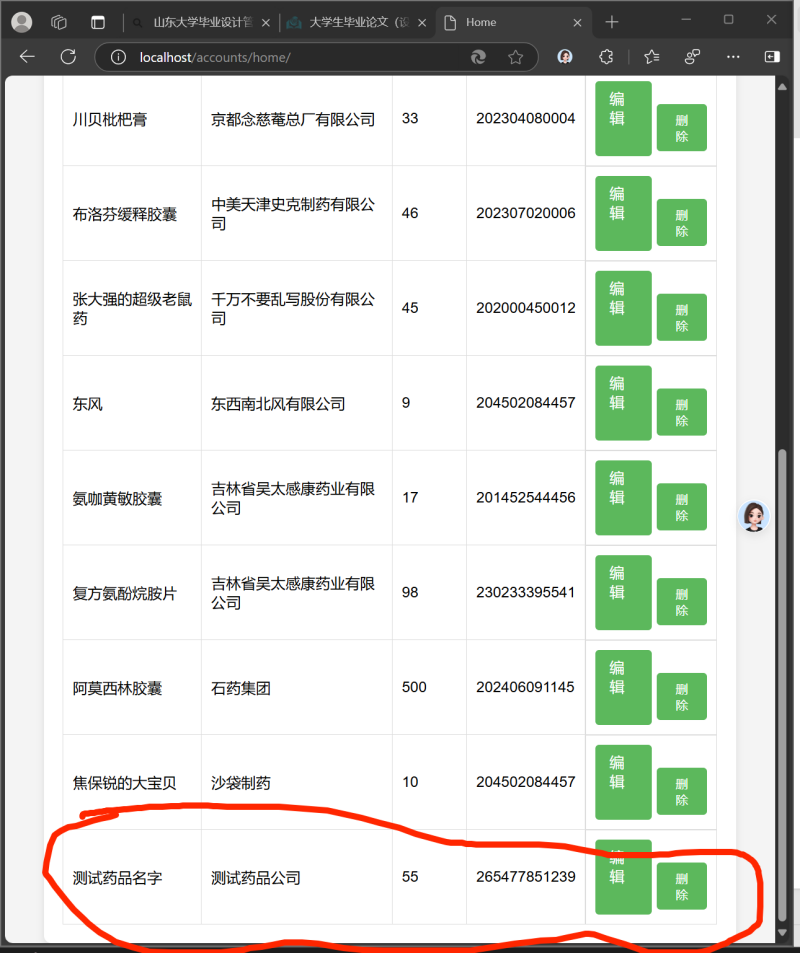 山东大学毕业设计管
大学生毕业论文（设
Home
localhost/accounts/home/
川贝枇杷膏 京都念慈菴总厂有限公司 33 202304080004 编辑 删除
布洛芬缓释胶囊 中美天津史克制药有限公司 46 202307020006 编辑 删除
张大强的超级老鼠药 千万不要乱写股份有限公司 45 202000450012 编辑 删除
东风 东西南北风有限公司 9 204502084457 编辑 删除
氨咖黄敏胶囊 吉林省吴太感康药业有限公司 17 201452544456 编辑 删除
复方氨酚烷胺片 吉林省吴太感康药业有限公司 98 230233395541 编辑 删除
阿莫西林胶囊 石药集团 500 202406091145 编辑 删除
焦保锐的大宝贝 沙袋制药 10 204502084457 编辑 删除
测试药品名字 测试药品公司 55 265477851239 编辑 删除